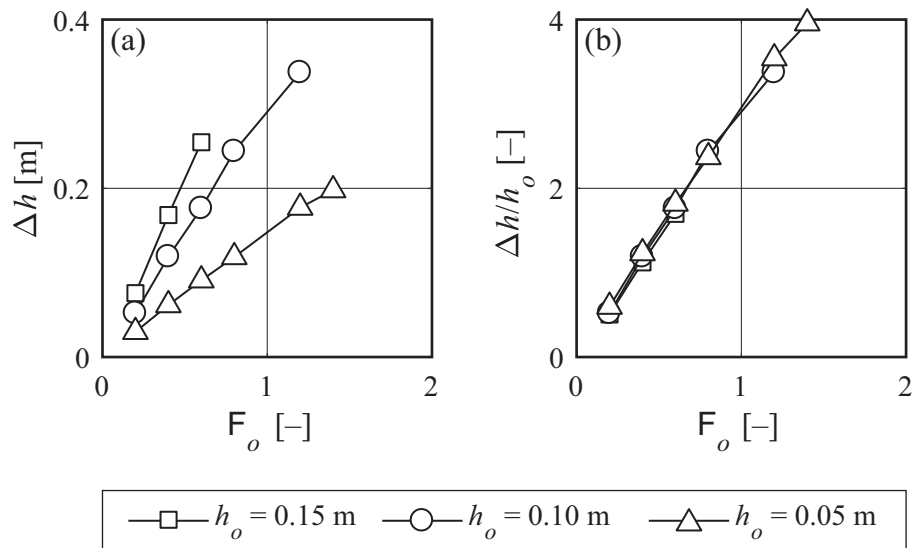 0.4 (a)
Δh [m]
0.2
0
0 1 2
F_o [–]
4 (b)
Δh/h_o [–]
2
0
0 1 2
F_o [–]
h_o = 0.15 m h_o = 0.10 m h_o = 0.05 m